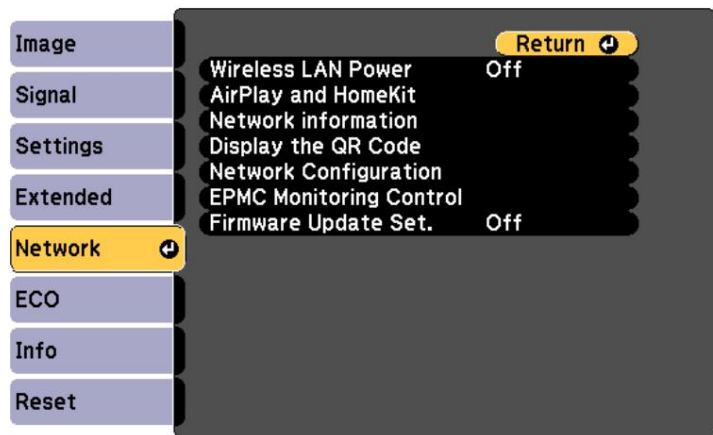 Image
Signal
Settings
Extended
Network
ECO
Info
Reset
Return
Wireless LAN Power Off
AirPlay and HomeKit
Network information
Display the QR Code
Network Configuration
EPMC Monitoring Control
Firmware Update Set. Off